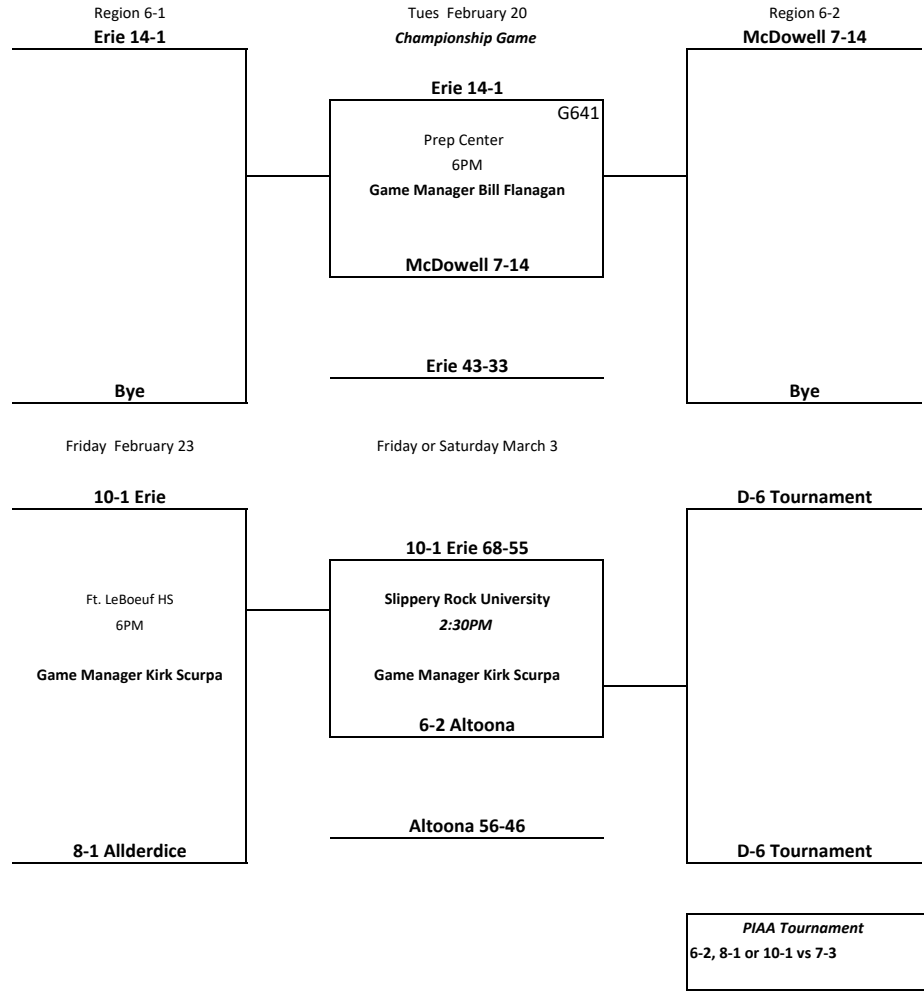 Region 6-1
Tues February 20
Region 6-2
Erie 14-1
Championship Game
McDowell 7-14
Erie 14-1
G641
Prep Center
6PM
Game Manager Bill Flanagan
McDowell 7-14
Erie 43-33
Bye
Bye
Friday February 23
Friday or Saturday March 3
10-1 Erie
D-6 Tournament
10-1 Erie 68-55
Ft. LeBoeuf HS
Slippery Rock University
6PM
2:30PM
Game Manager Kirk Scurpa
Game Manager Kirk Scurpa
6-2 Altoona
Altoona 56-46
8-1 Allderdice
D-6 Tournament
PIAA Tournament
6-2, 8-1 or 10-1 vs 7-3